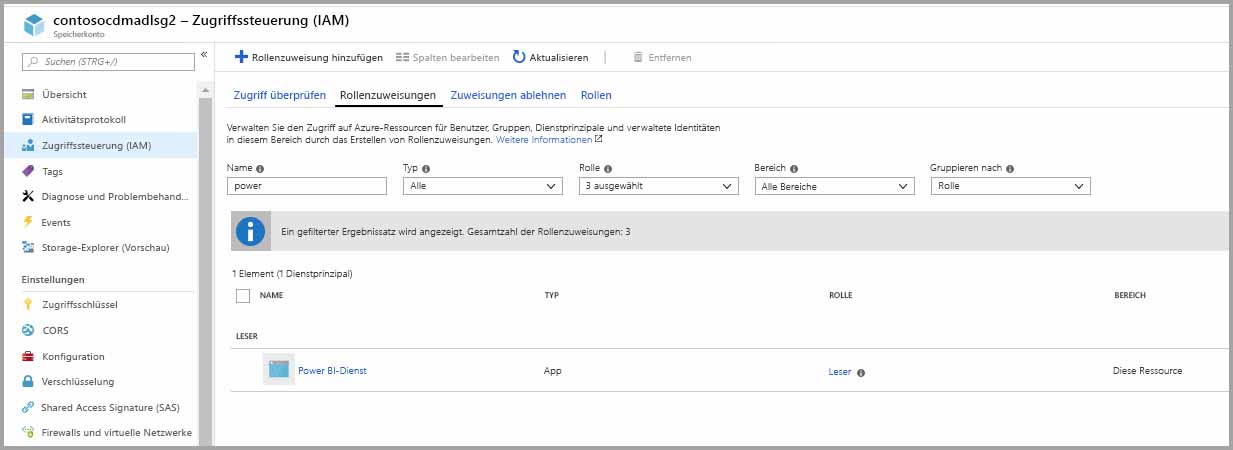 contosocdmadlsg2 – Zugriffssteuerung (IAM)
Speicherkonto
Suchen (STRG+/)
«
Übersicht
Aktivitätsprotokoll
Zugriffssteuerung (IAM)
Tags
Diagnose und Problembehand...
Events
Storage-Explorer (Vorschau)
Einstellungen
Zugriffsschlüssel
CORS
Konfiguration
Verschlüsselung
Shared Access Signature (SAS)
Firewalls und virtuelle Netzwerke
Rollenzuweisung hinzufügen Spalten bearbeiten Aktualisieren Entfernen
Zugriff überprüfen Rollenzuweisungen Zuweisungen ablehnen Rollen
Verwalten Sie den Zugriff auf Azure-Ressourcen für Benutzer, Gruppen, Dienstprinzipale und verwaltete Identitäten
in diesem Bereich durch das Erstellen von Rollenzuweisungen. Weitere Informationen
Name Typ Rolle Bereich Gruppieren nach
power Alle 3 ausgewählt Alle Bereiche Rolle
Ein gefilterter Ergebnissatz wird angezeigt. Gesamtzahl der Rollenzuweisungen: 3
1 Element (1 Dienstprinzipal)
NAME TYP ROLLE BEREICH
LESER
Power BI-Dienst App Leser Diese Ressource